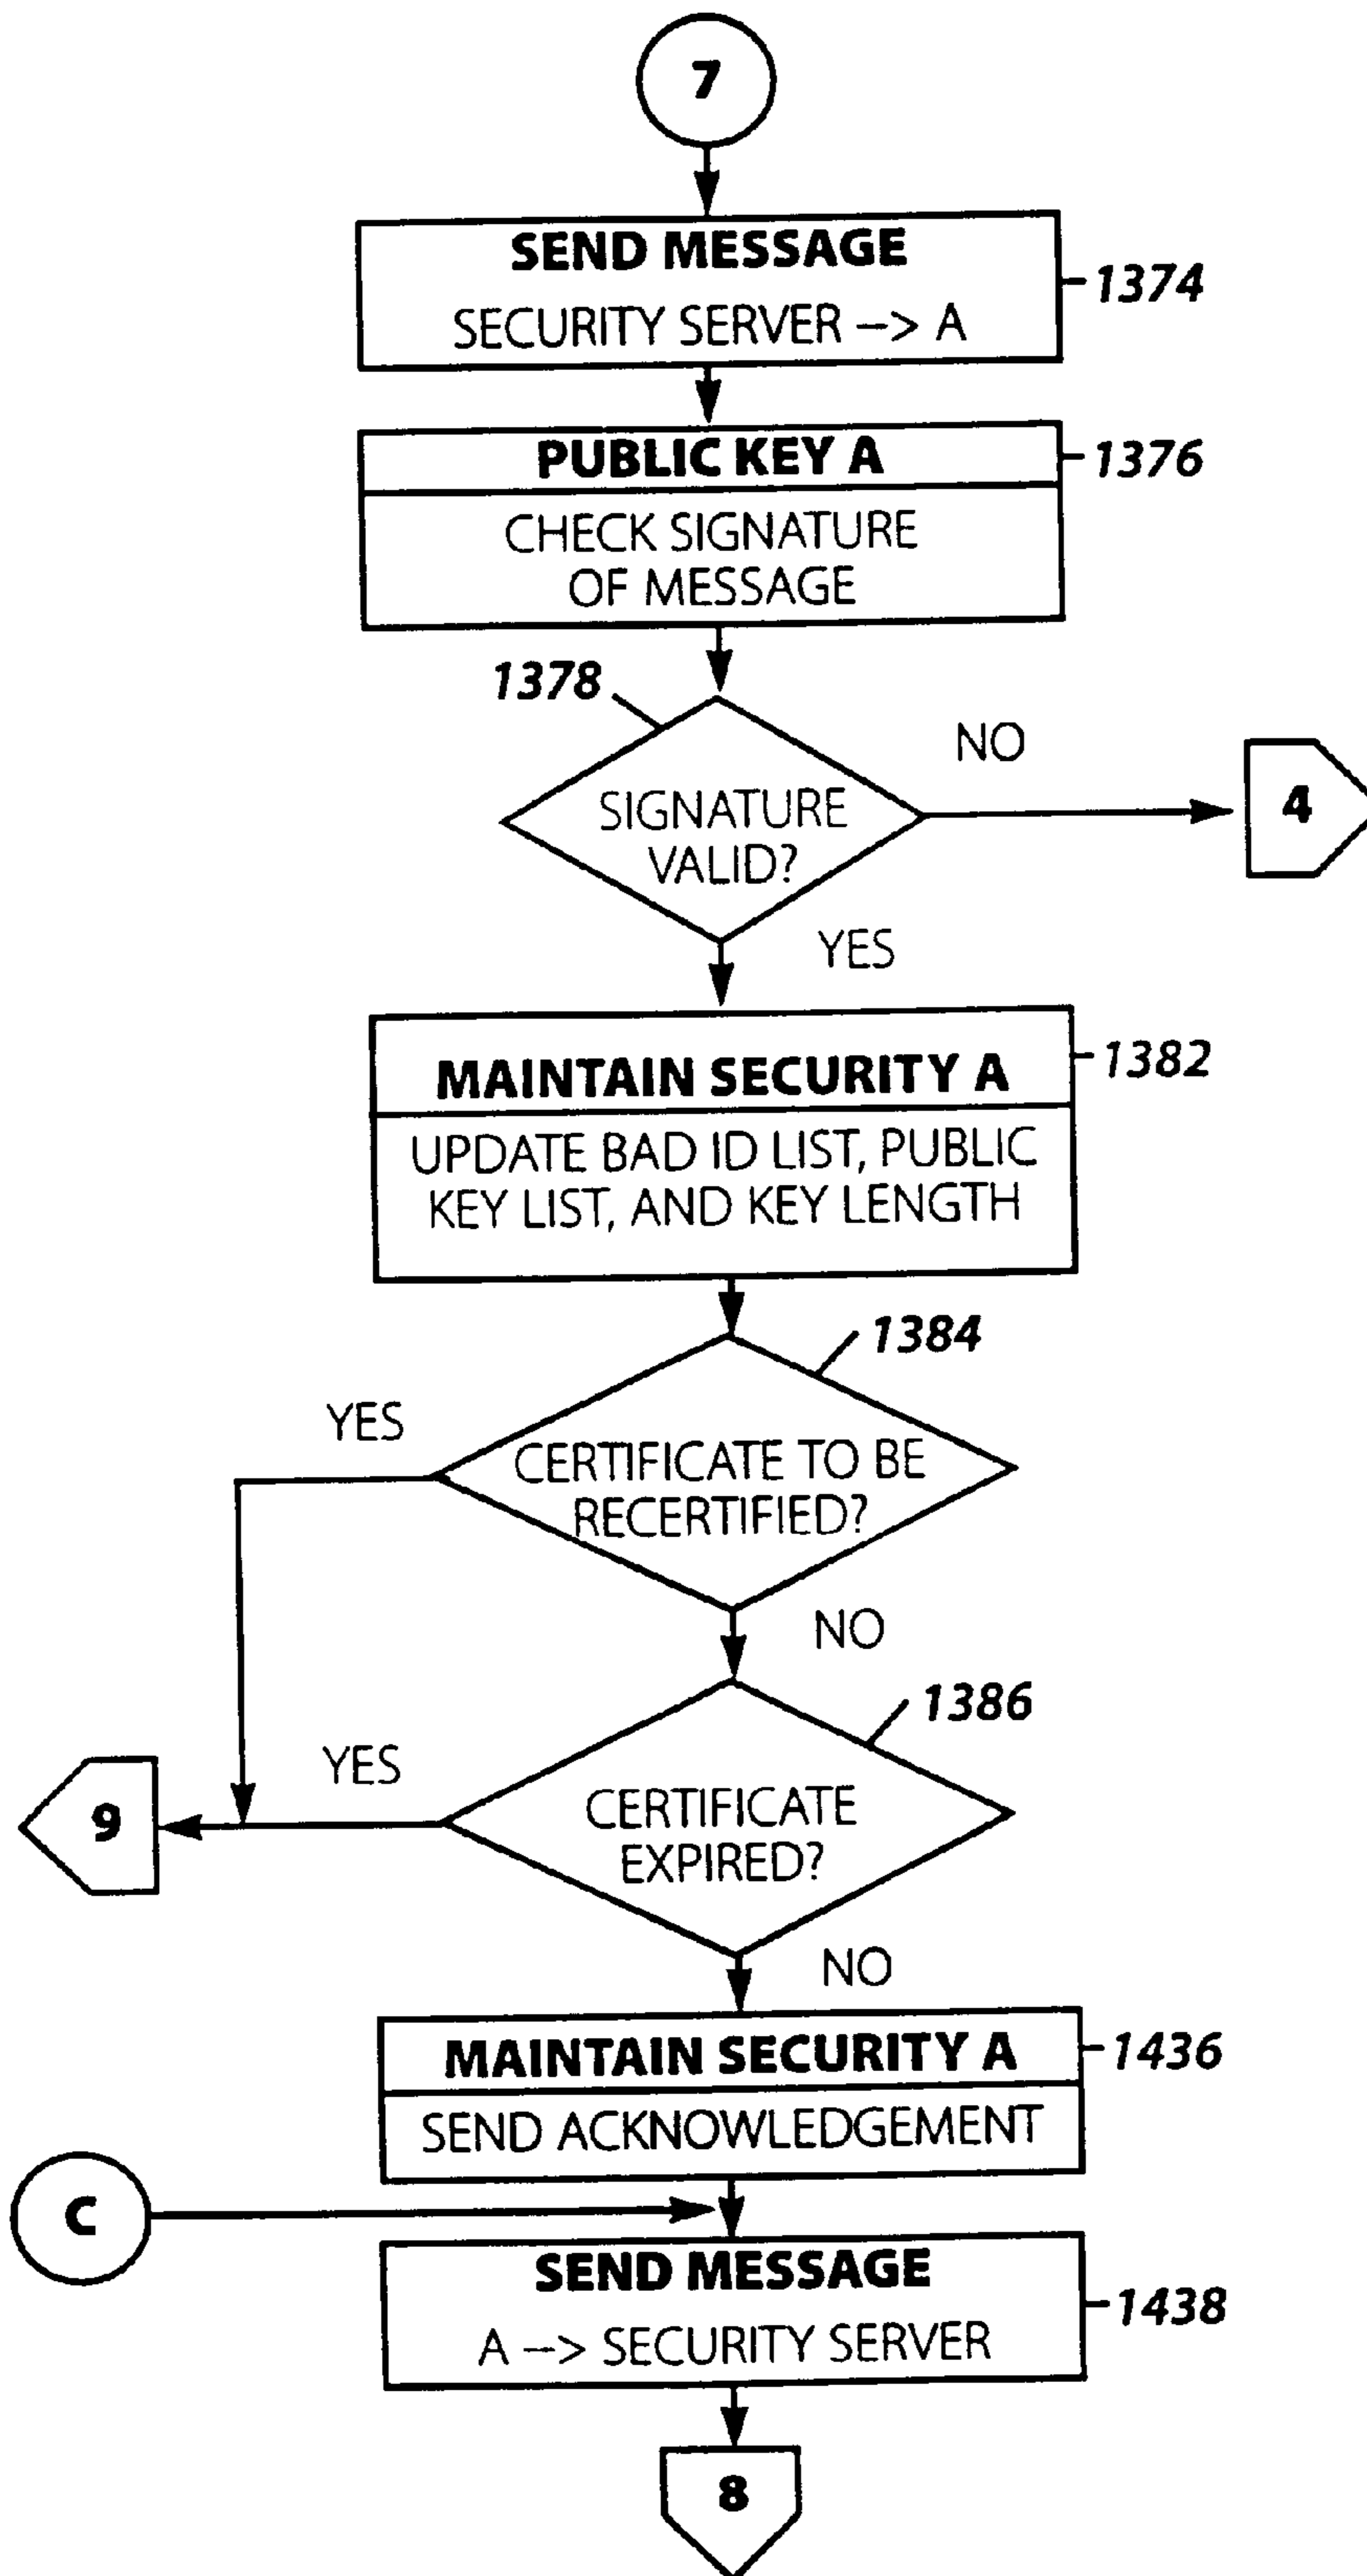 7
SEND MESSAGE
SECURITY SERVER --> A
1374
PUBLIC KEY A
1376
CHECK SIGNATURE
OF MESSAGE
1378
NO
SIGNATURE
VALID?
4
YES
MAINTAIN SECURITY A
1382
UPDATE BAD ID LIST, PUBLIC
KEY LIST, AND KEY LENGTH
1384
YES
CERTIFICATE TO BE
RECERTIFIED?
NO
1386
YES
CERTIFICATE
EXPIRED?
9
NO
MAINTAIN SECURITY A
1436
SEND ACKNOWLEDGEMENT
C
SEND MESSAGE
A --> SECURITY SERVER
1438
8